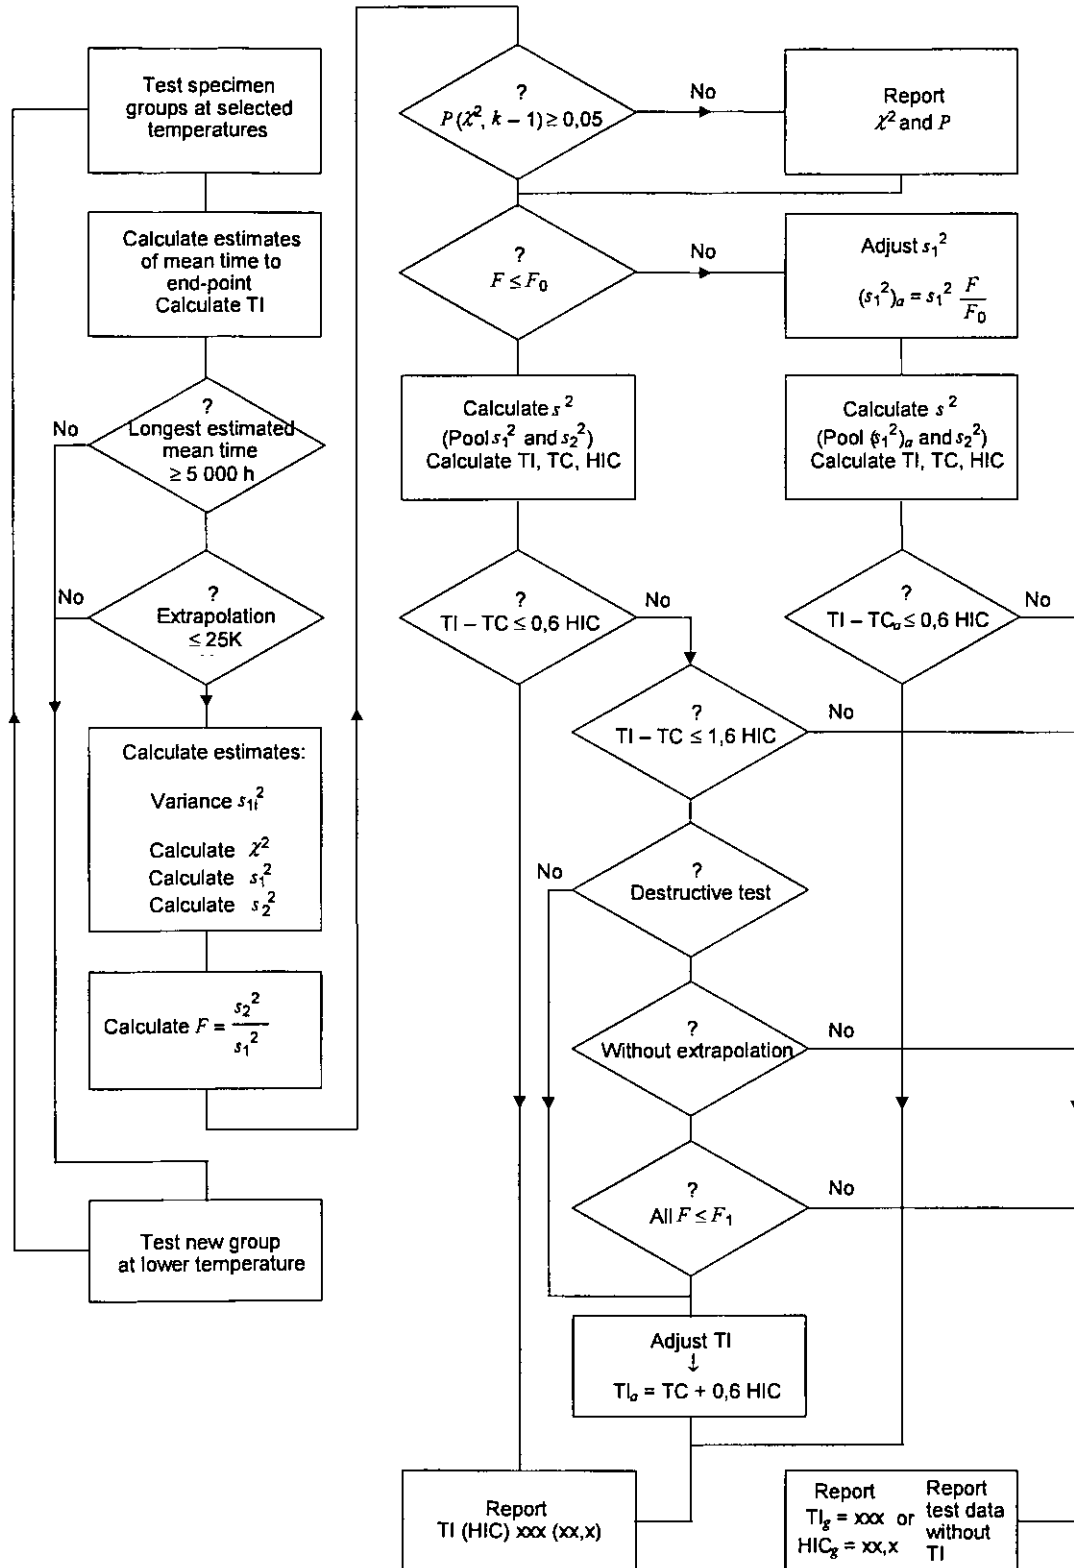 Test specimen
groups at selected
temperatures
Calculate estimates
of mean time to
end-point
Calculate TI
?
No
Longest estimated
mean time
≥ 5 000 h
?
No
Extrapolation
≤ 25K
Calculate estimates:
Variance s₁ᵢ²
Calculate χ²
Calculate s₁²
Calculate s₂²
Calculate F = s₂² / s₁²
Test new group
at lower temperature
?
P (χ², k – 1) ≥ 0,05
No
Report
χ² and P
?
F ≤ F₀
No
Adjust s₁²
(s₁²)ₐ = s₁² F / F₀
Calculate s²
(Pool s₁² and s₂²)
Calculate TI, TC, HIC
Calculate s²
(Pool (s₁²)ₐ and s₂²)
Calculate TI, TC, HIC
?
TI – TC ≤ 0,6 HIC
No
?
TI – TCₐ ≤ 0,6 HIC
No
?
TI – TC ≤ 1,6 HIC
No
?
Destructive test
No
?
Without extrapolation
No
?
All F ≤ F₁
No
Adjust TI
↓
TIₐ = TC + 0,6 HIC
Report
TI (HIC) xxx (xx,x)
Report
TI_g = xxx or
HIC_g = xx,x
Report
test data
without
TI